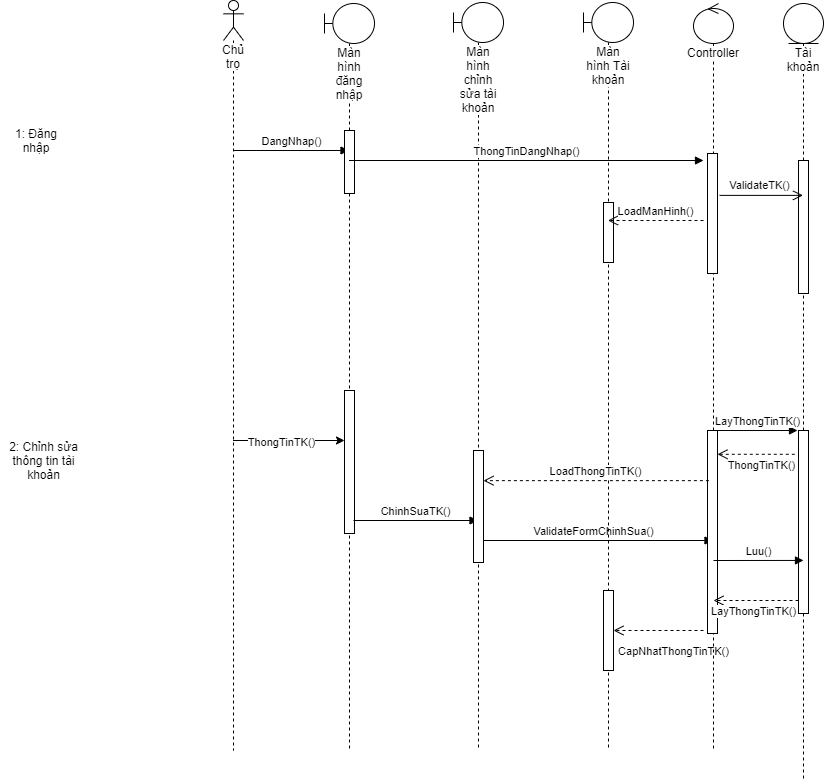 Chủ
trọ
Màn
hình
đăng
nhập
Màn
hình
chỉnh
sửa tài
khoản
Màn
hình Tài
khoản
Controller
Tài
khoản
1: Đăng
nhập
DangNhap()
ThongTinDangNhap()
ValidateTK()
LoadManHinh()
2: Chỉnh sửa
thông tin tài
khoản
LayThongTinTK()
ThongTinTK()
ThongTinTK()
LoadThongTinTK()
ChinhSuaTK()
ValidateFormChinhSua()
Luu()
LayThongTinTK()
CapNhatThongTinTK()